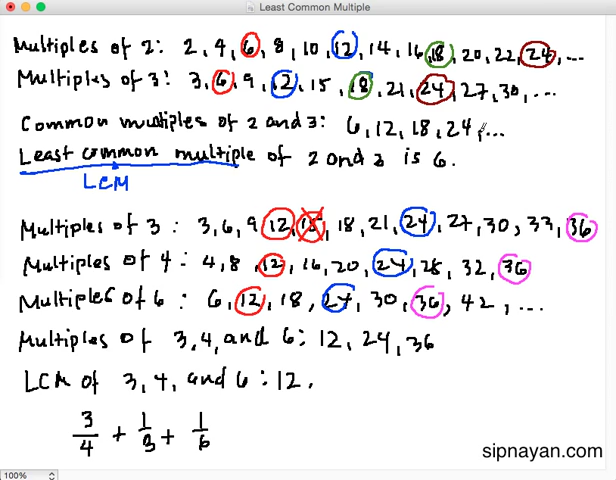 Least Common Multiple
Multiples of 2: 2, 4, 6, 8, 10, 12, 14, 16, 18, 20, 22, 24, ...
Multiples of 3: 3, 6, 9, 12, 15, 18, 21, 24, 27, 30, ...
Common multiples of 2 and 3: 6, 12, 18, 24, ...
Least common multiple of 2 and 3 is 6.
LCM
Multiples of 3: 3, 6, 9, 12, 15, 18, 21, 24, 27, 30, 33, 36
Multiples of 4: 4, 8, 12, 16, 20, 24, 28, 32, 36
Multiples of 6: 6, 12, 18, 24, 30, 36, 42, ...
Multiples of 3, 4, and 6: 12, 24, 36
LCM of 3, 4, and 6: 12.
3/4 + 1/3 + 1/6
sipnayan.com
100%